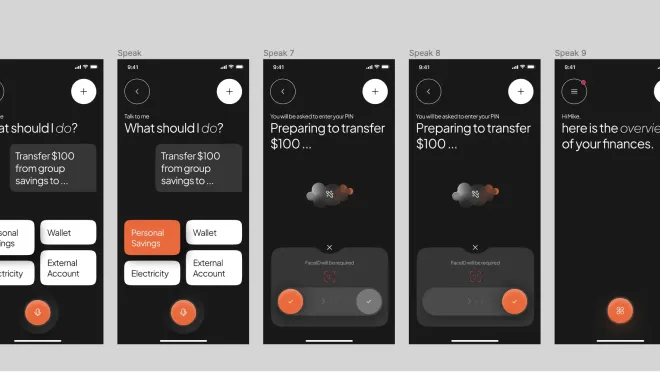 Speak
Speak 7
Speak 8
Speak 9
9:41
What should I do?
Transfer $100
from group
savings to ...
Wallet
External
Account
9:41
Talk to me
What should I do?
Transfer $100
from group
savings to ...
Personal
Savings
Wallet
Electricity
External
Account
9:41
You will be asked to enter your PIN
Preparing to transfer
$100 ...
FaceID will be required
9:41
You will be asked to enter your PIN
Preparing to transfer
$100 ...
FaceID will be required
9:41
Hi Mike,
here is the overvie
of your finances.